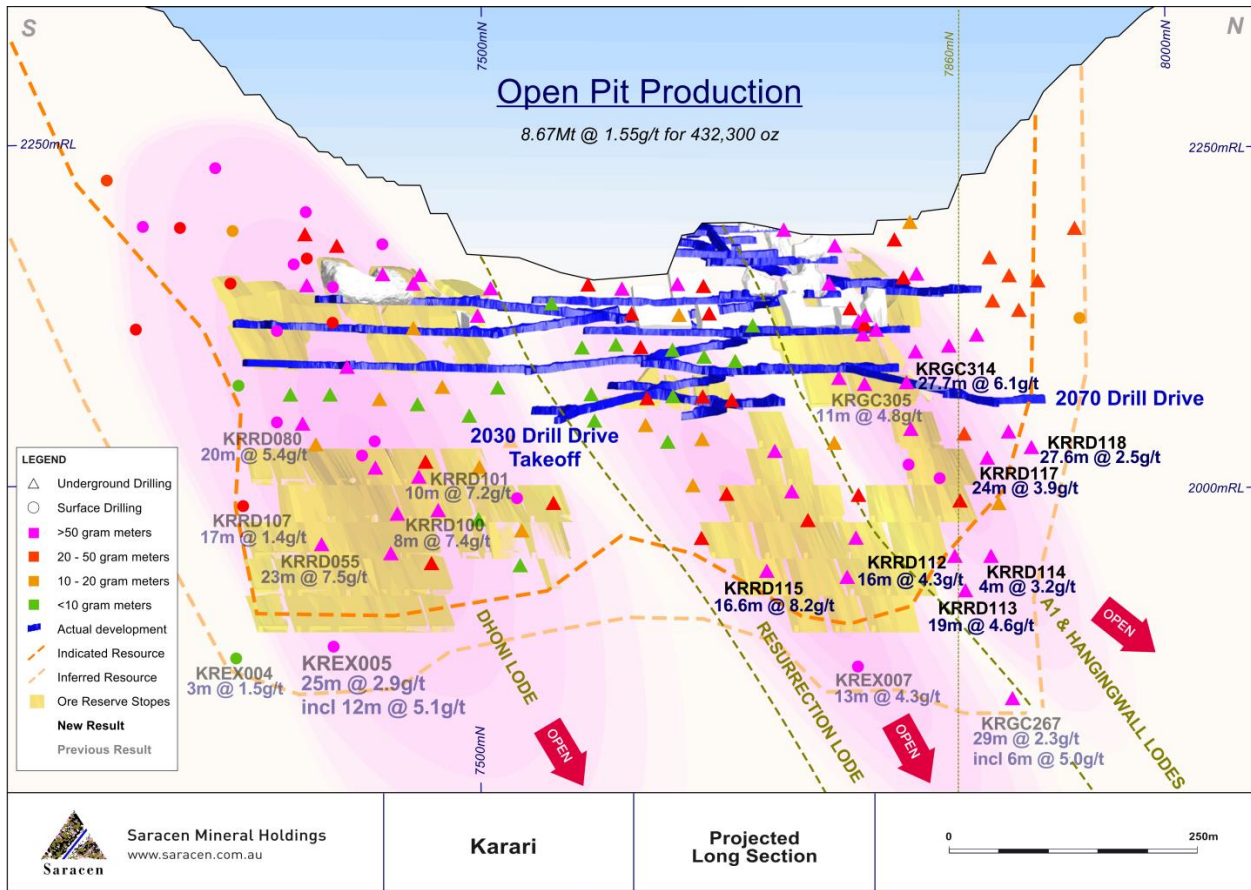 S
N
7500mN
7860mN
8000mN
Open Pit Production
8.67Mt @ 1.55g/t for 432,300 oz
2250mRL
2250mRL
KRGC314
27.7m @ 6.1g/t
KRGC305
11m @ 4.8g/t
2070 Drill Drive
2030 Drill Drive
Takeoff
KRRD080
20m @ 5.4g/t
KRRD118
27.6m @ 2.5g/t
KRRD117
24m @ 3.9g/t
KRRD101
10m @ 7.2g/t
2000mRL
KRRD107
17m @ 1.4g/t
KRRD100
8m @ 7.4g/t
KRRD055
23m @ 7.5g/t
KRRD112
16m @ 4.3g/t
KRRD115
16.6m @ 8.2g/t
KRRD114
4m @ 3.2g/t
KRRD113
19m @ 4.6g/t
LEGEND
Underground Drilling
Surface Drilling
>50 gram meters
20 - 50 gram meters
10 - 20 gram meters
<10 gram meters
Actual development
Indicated Resource
Inferred Resource
Ore Reserve Stopes
New Result
Previous Result
DHONI LODE
RESURRECTION LODE
A1 & HANGINGWALL LODES
OPEN
OPEN
OPEN
KREX004
3m @ 1.5g/t
KREX005
25m @ 2.9g/t
incl 12m @ 5.1g/t
KREX007
13m @ 4.3g/t
KRGC267
29m @ 2.3g/t
incl 6m @ 5.0g/t
7500mN
Saracen
Saracen Mineral Holdings
www.saracen.com.au
Karari
Projected
Long Section
0
250m